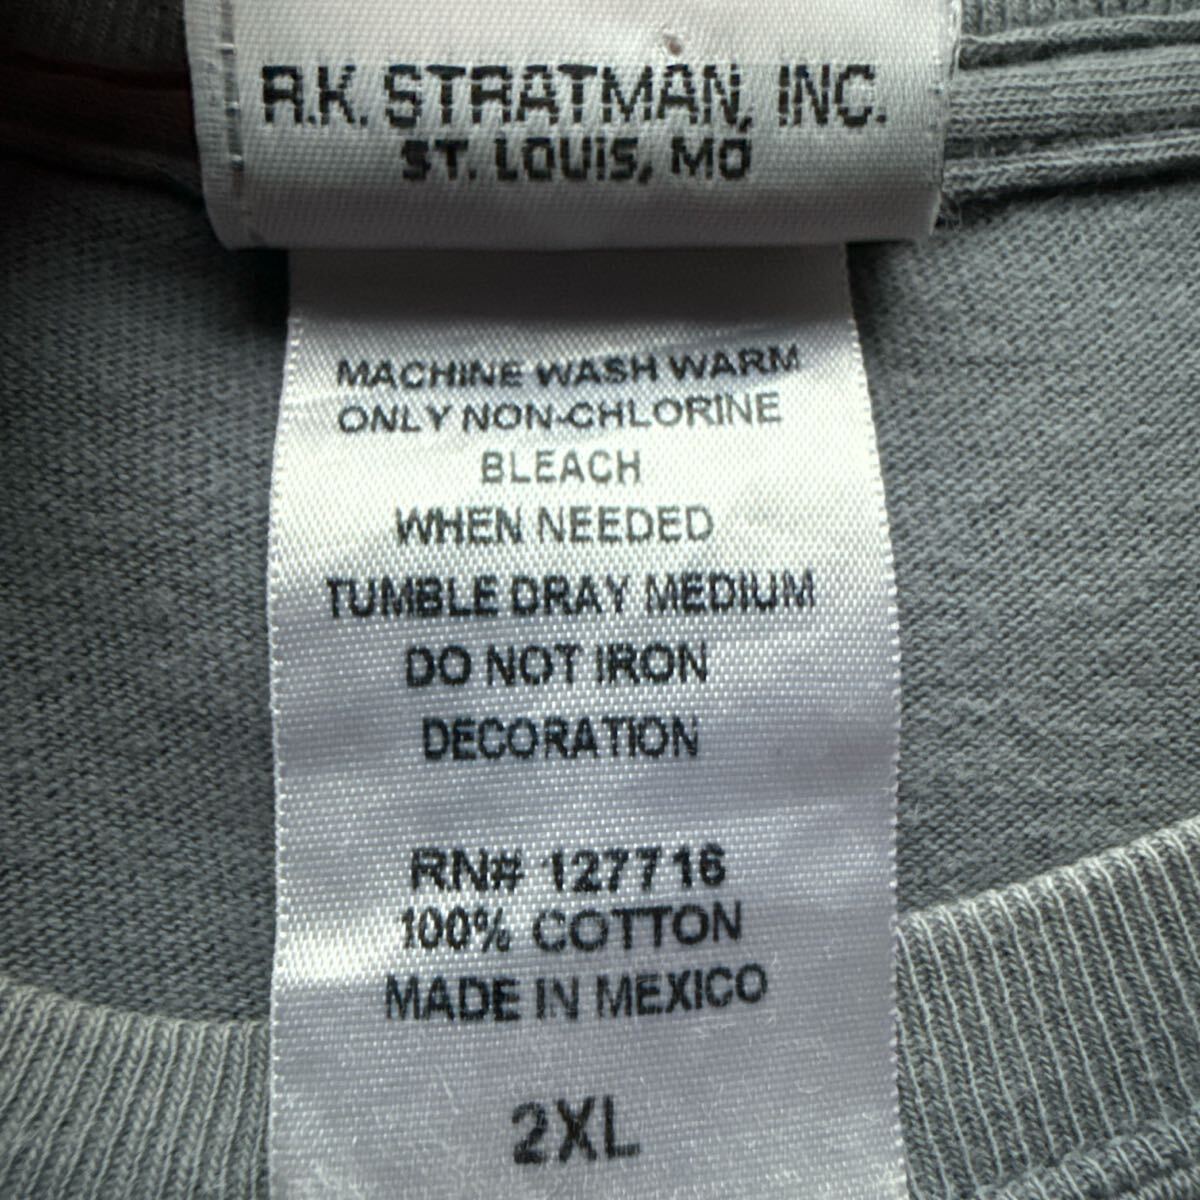 R.K. STRATMAN, INC.
ST. LOUIS, MO
MACHINE WASH WARM
ONLY NON-CHLORINE
BLEACH
WHEN NEEDED
TUMBLE DRAY MEDIUM
DO NOT IRON
DECORATION
RN# 127716
100% COTTON
MADE IN MEXICO
2XL